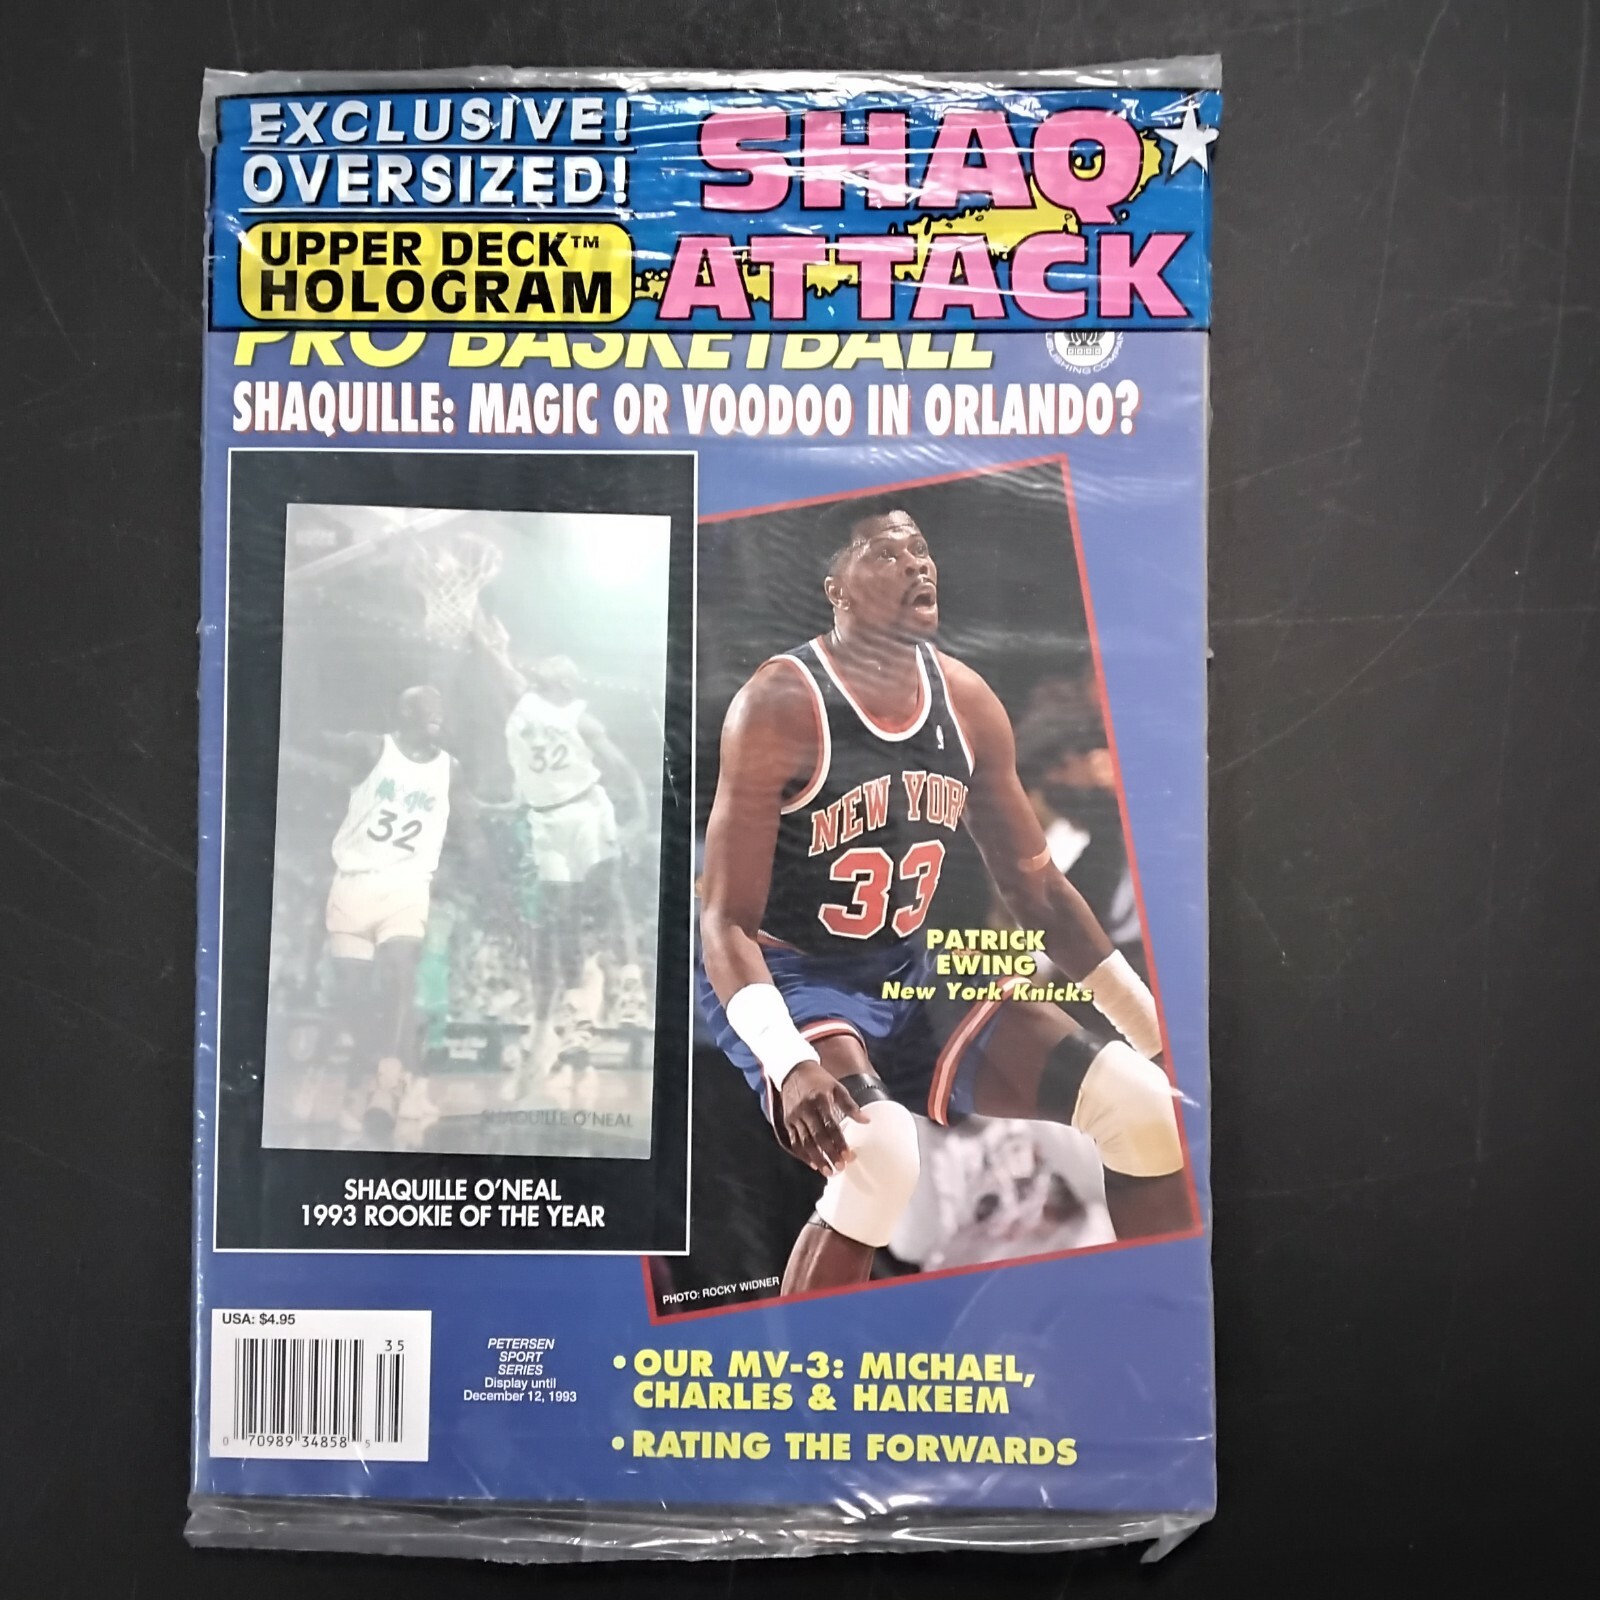 EXCLUSIVE!
OVERSIZED!
UPPER DECK™
HOLOGRAM
SHAQ
ATTACK
PRO BASKETBALL
SHAQUILLE: MAGIC OR VOODOO IN ORLANDO?
Magic
32
32
SHAQUILLE O'NEAL
SHAQUILLE O'NEAL
1993 ROOKIE OF THE YEAR
NEW YORK
33
PATRICK
EWING
New York Knicks
PHOTO: ROCKY WIDNER
USA: $4.95
35
0 70989 34858 5
PETERSEN
SPORT
SERIES
Display until
December 12, 1993
• OUR MV-3: MICHAEL,
CHARLES & HAKEEM
• RATING THE FORWARDS